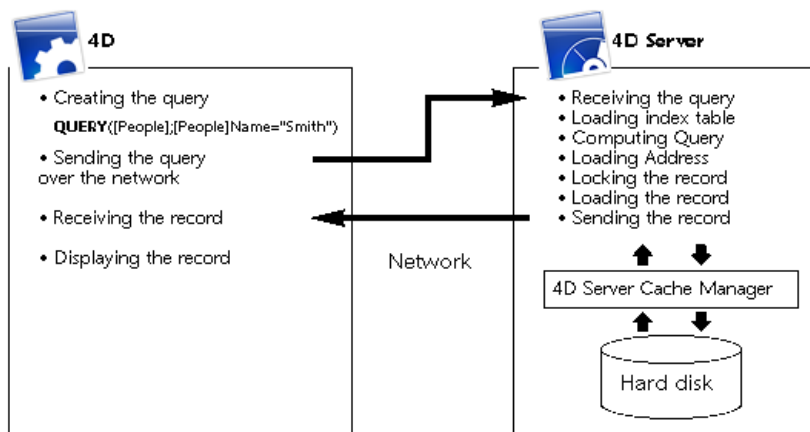 4D
• Creating the query
QUERY([People];[People]Name="Smith")
• Sending the query
over the network
• Receiving the record
• Displaying the record
Network
4D Server
• Receiving the query
• Loading index table
• Computing Query
• Loading Address
• Locking the record
• Loading the record
• Sending the record
4D Server Cache Manager
Hard disk